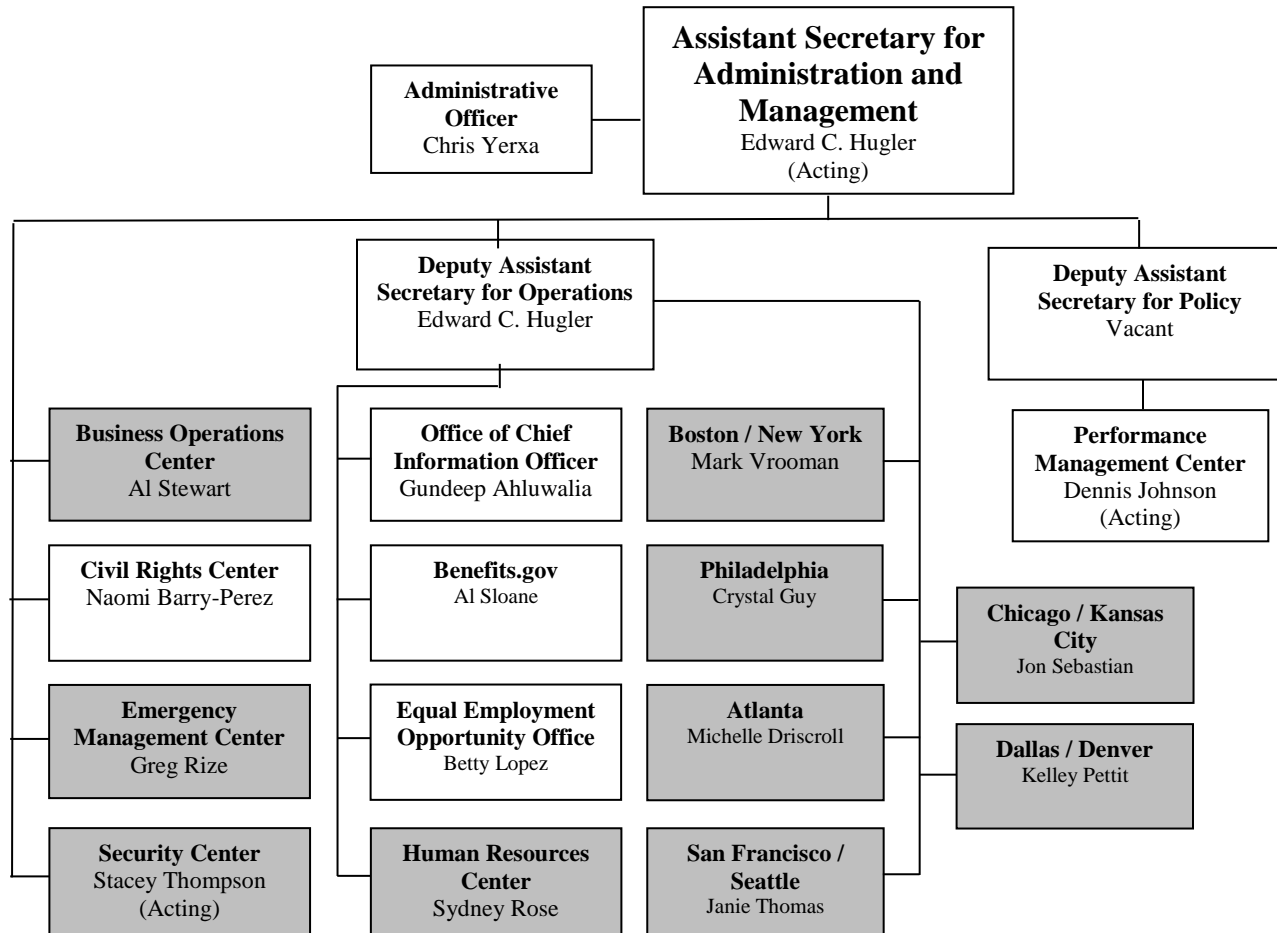 Assistant Secretary for
Administration and
Management
Edward C. Hugler
(Acting)
Administrative
Officer
Chris Yerxa
Deputy Assistant
Secretary for Operations
Edward C. Hugler
Deputy Assistant
Secretary for Policy
Vacant
Business Operations
Center
Al Stewart
Civil Rights Center
Naomi Barry-Perez
Emergency
Management Center
Greg Rize
Security Center
Stacey Thompson
(Acting)
Office of Chief
Information Officer
Gundeep Ahluwalia
Benefits.gov
Al Sloane
Equal Employment
Opportunity Office
Betty Lopez
Human Resources
Center
Sydney Rose
Boston / New York
Mark Vrooman
Philadelphia
Crystal Guy
Atlanta
Michelle Driscroll
San Francisco /
Seattle
Janie Thomas
Chicago / Kansas
City
Jon Sebastian
Dallas / Denver
Kelley Pettit
Performance
Management Center
Dennis Johnson
(Acting)